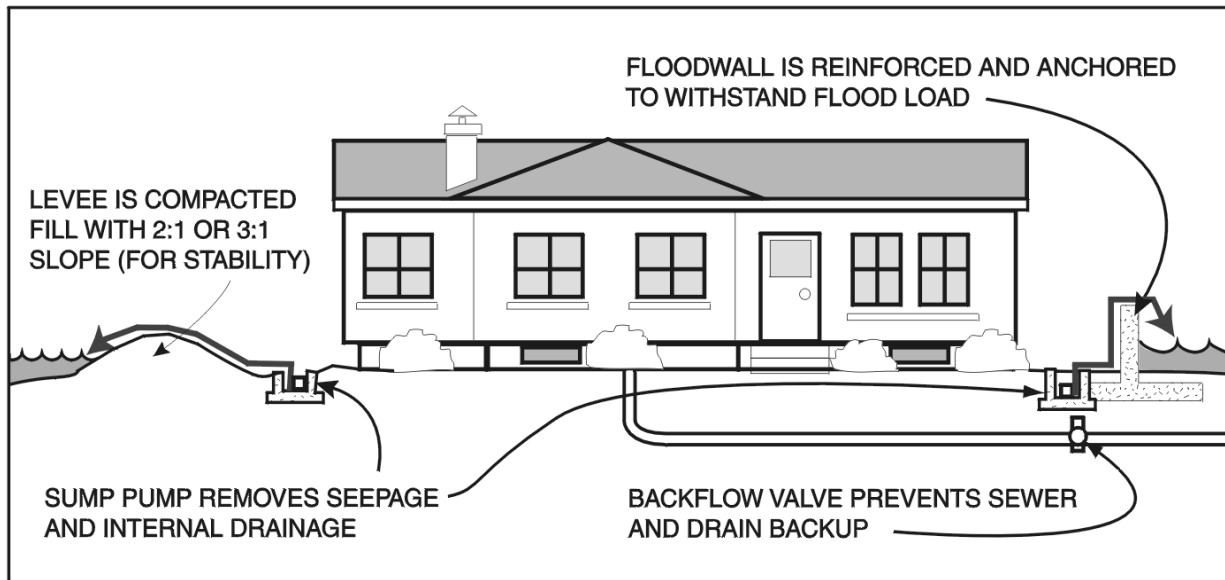 FLOODWALL IS REINFORCED AND ANCHORED
TO WITHSTAND FLOOD LOAD
LEVEE IS COMPACTED
FILL WITH 2:1 OR 3:1
SLOPE (FOR STABILITY)
SUMP PUMP REMOVES SEEPAGE
AND INTERNAL DRAINAGE
BACKFLOW VALVE PREVENTS SEWER
AND DRAIN BACKUP